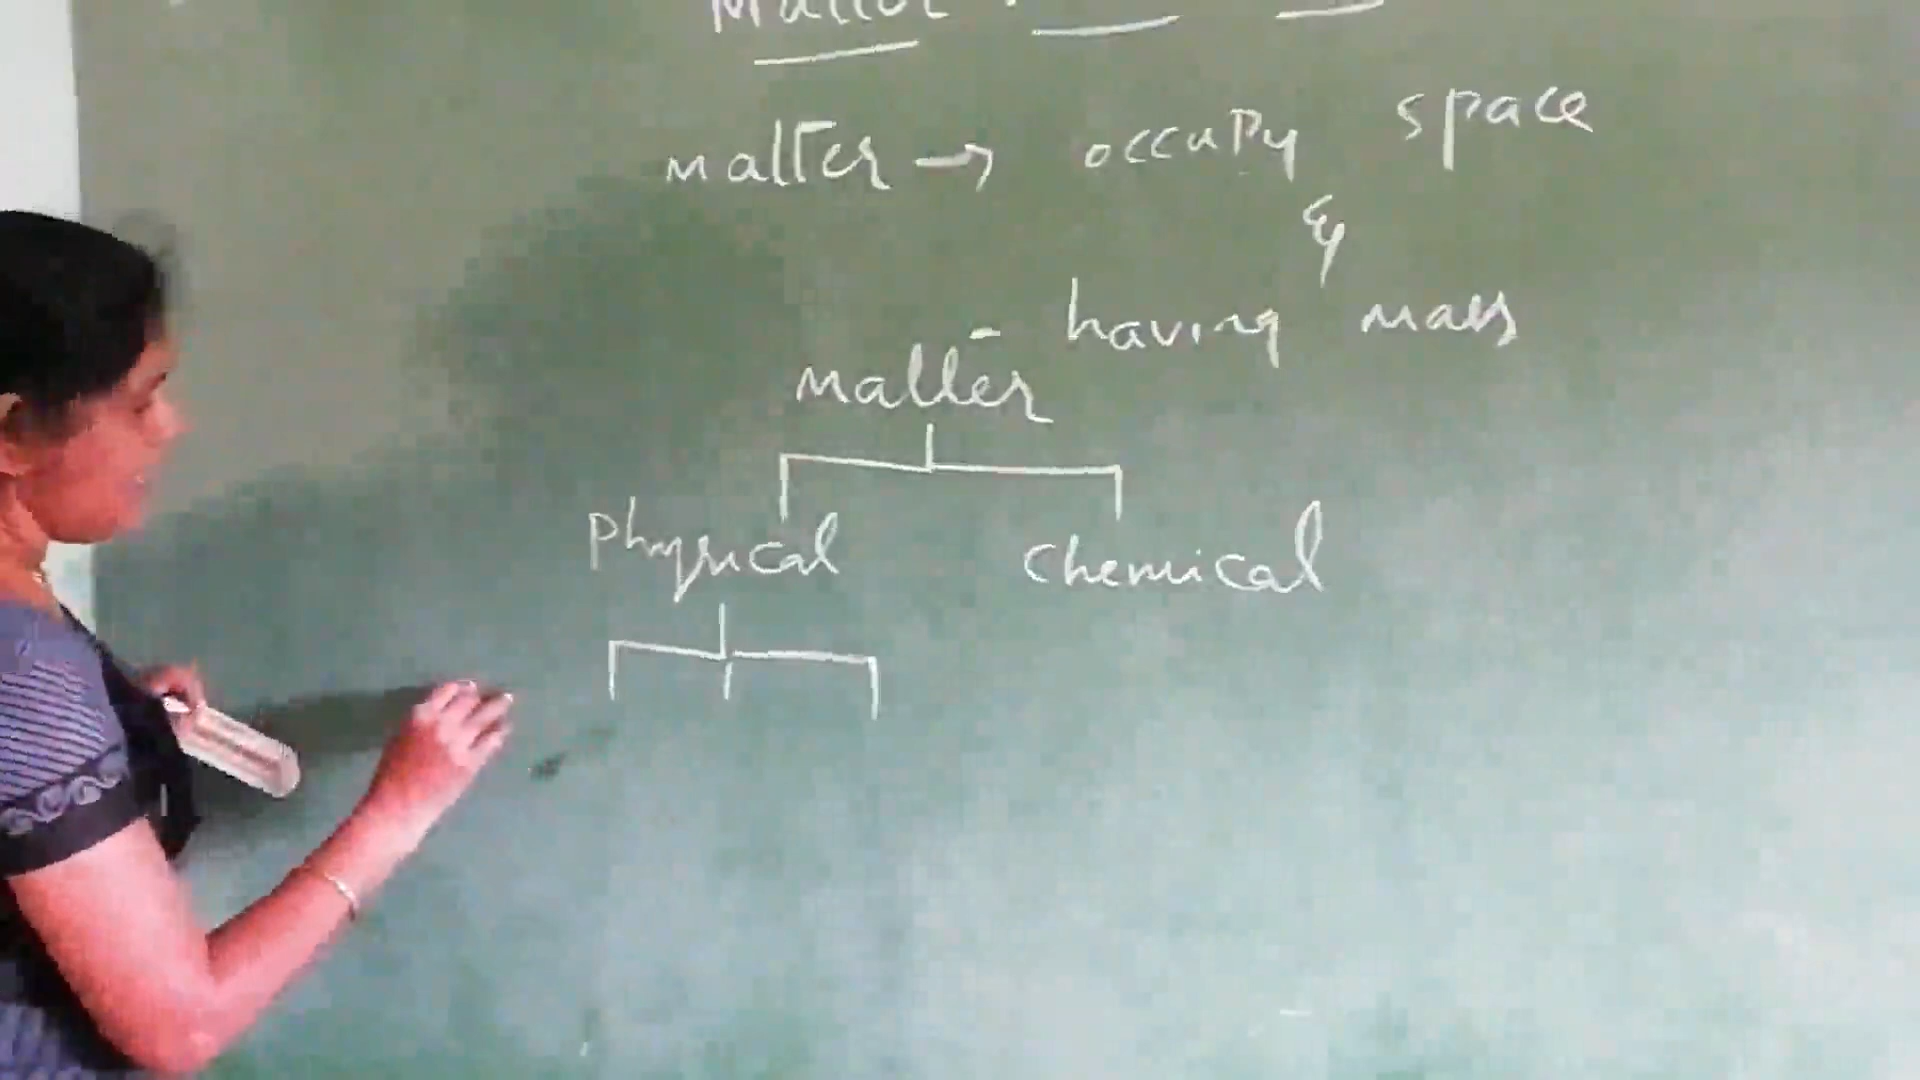 matter → occupy space
&
- having mass
matter
Physical chemical